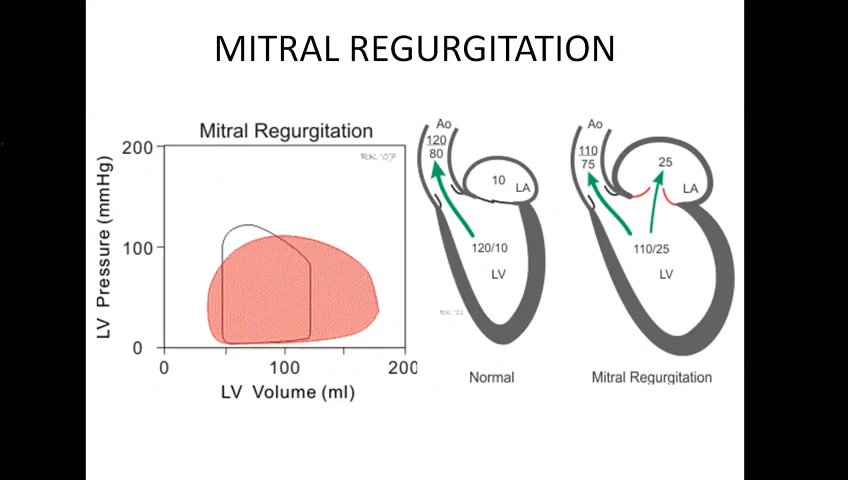 MITRAL REGURGITATION
Mitral Regurgitation
RK '07
LV Pressure (mmHg)
200
100
0
0
100
200
LV Volume (ml)
Ao
120
80
10
LA
120/10
LV
Normal
Ao
110
75
25
LA
110/25
LV
Mitral Regurgitation